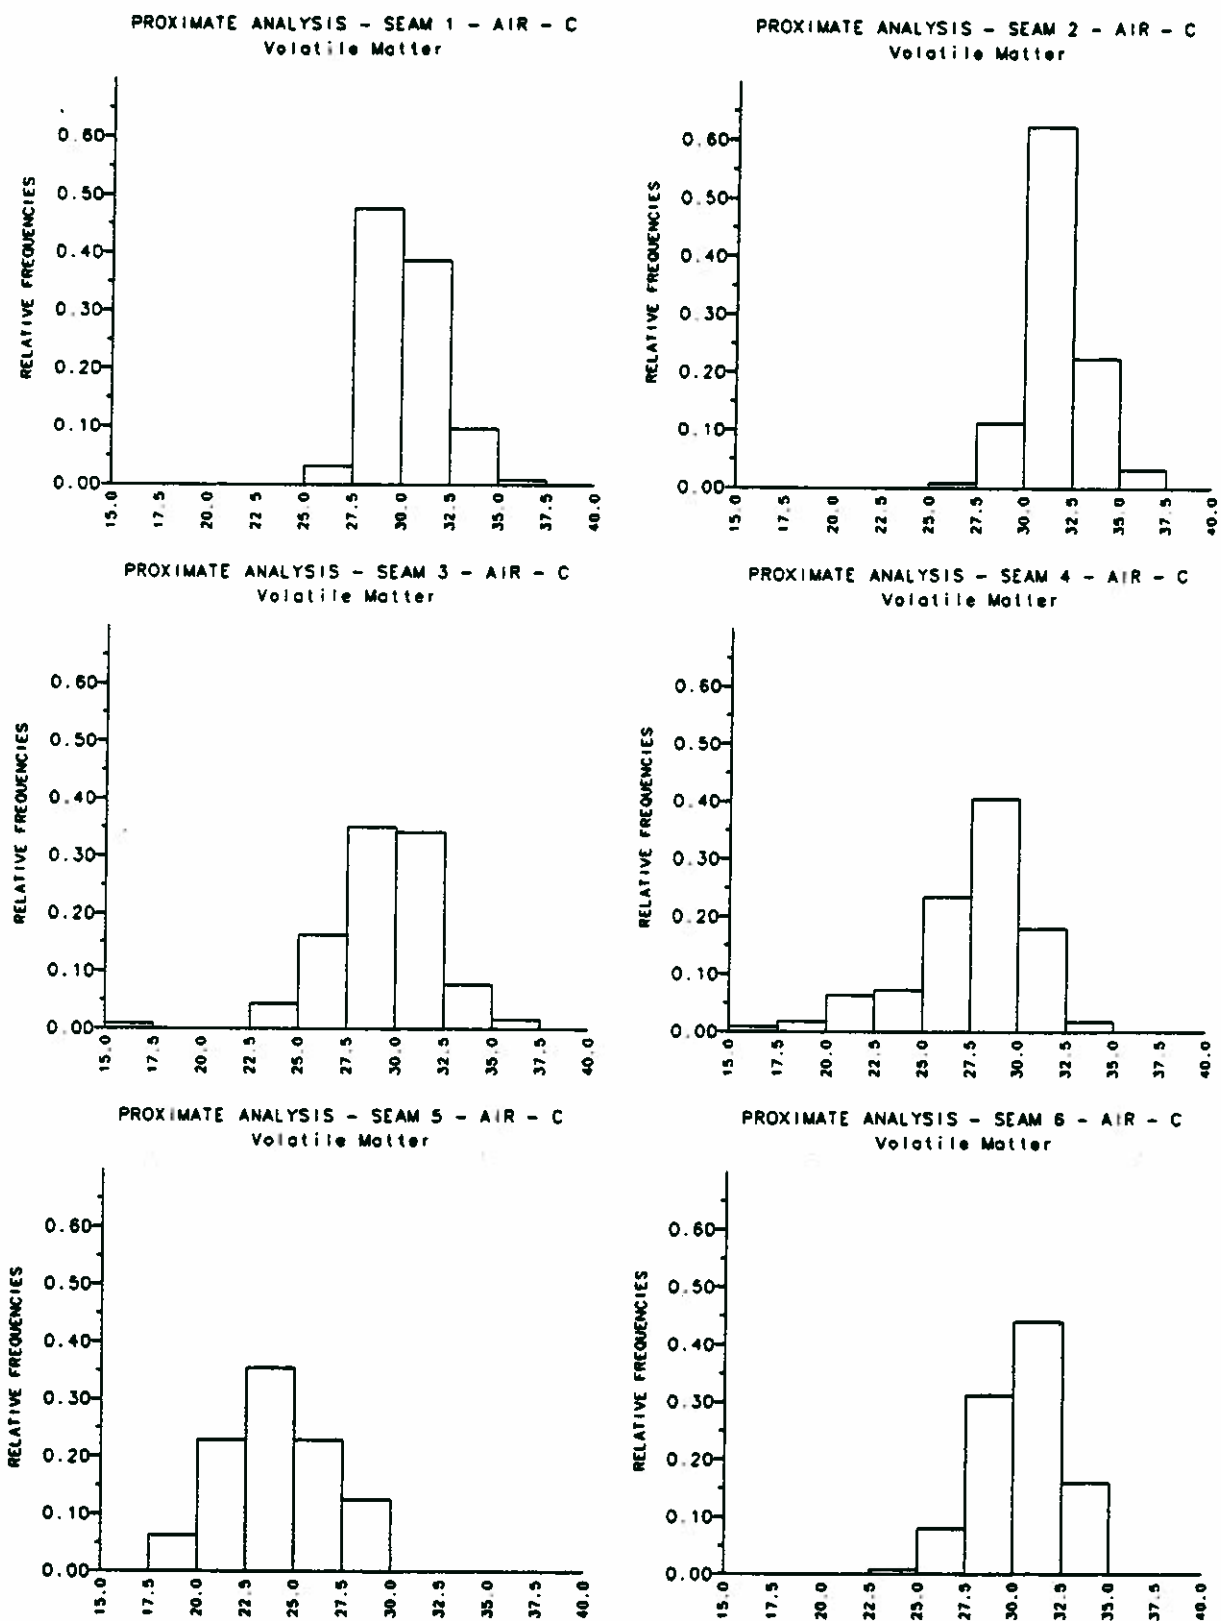 PROXIMATE ANALYSIS - SEAM 1 - AIR - C
Volatile Matter
RELATIVE FREQUENCIES
0.60
0.50
0.40
0.30
0.20
0.10
0.00
15.0 17.5 20.0 22.5 25.0 27.5 30.0 32.5 35.0 37.5 40.0
PROXIMATE ANALYSIS - SEAM 2 - AIR - C
Volatile Matter
RELATIVE FREQUENCIES
0.60
0.50
0.40
0.30
0.20
0.10
0.00
15.0 17.5 20.0 22.5 25.0 27.5 30.0 32.5 35.0 37.5 40.0
PROXIMATE ANALYSIS - SEAM 3 - AIR - C
Volatile Matter
RELATIVE FREQUENCIES
0.60
0.50
0.40
0.30
0.20
0.10
0.00
15.0 17.5 20.0 22.5 25.0 27.5 30.0 32.5 35.0 37.5 40.0
PROXIMATE ANALYSIS - SEAM 4 - AIR - C
Volatile Matter
RELATIVE FREQUENCIES
0.60
0.50
0.40
0.30
0.20
0.10
0.00
15.0 17.5 20.0 22.5 25.0 27.5 30.0 32.5 35.0 37.5 40.0
PROXIMATE ANALYSIS - SEAM 5 - AIR - C
Volatile Matter
RELATIVE FREQUENCIES
0.60
0.50
0.40
0.30
0.20
0.10
0.00
15.0 17.5 20.0 22.5 25.0 27.5 30.0 32.5 35.0 37.5 40.0
PROXIMATE ANALYSIS - SEAM 6 - AIR - C
Volatile Matter
RELATIVE FREQUENCIES
0.60
0.50
0.40
0.30
0.20
0.10
0.00
15.0 17.5 20.0 22.5 25.0 27.5 30.0 32.5 35.0 37.5 40.0